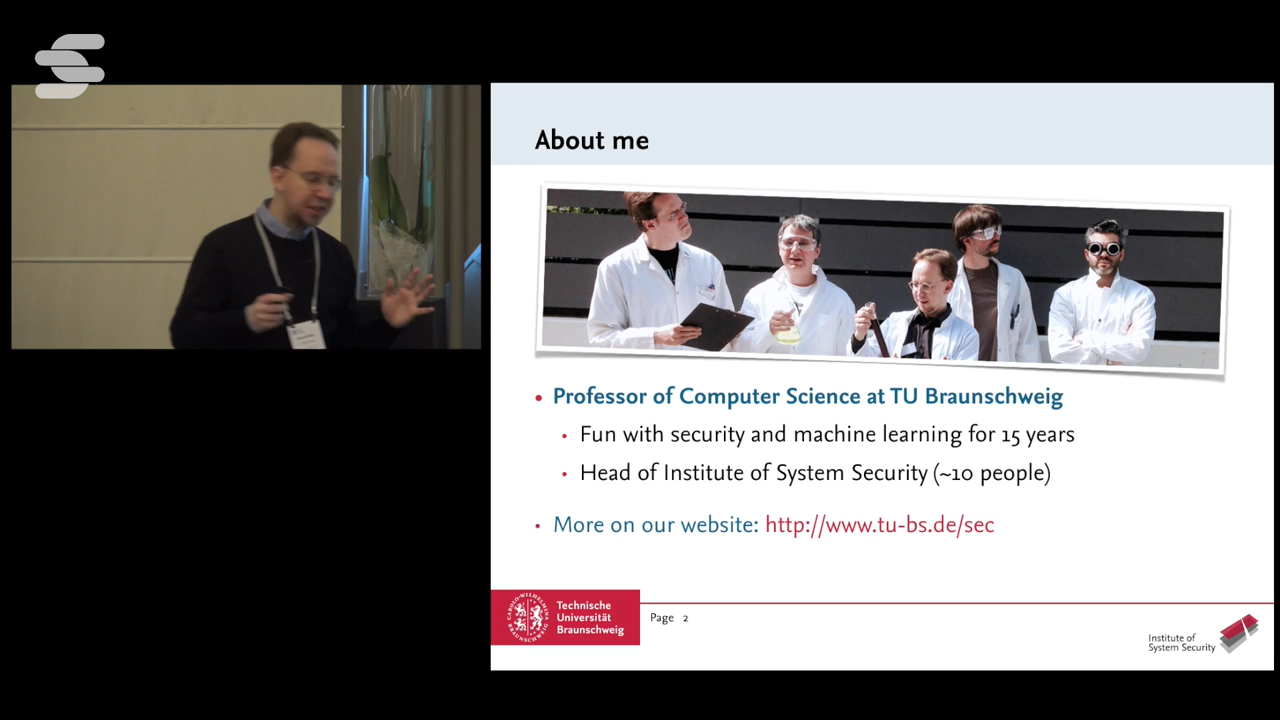 About me
Professor of Computer Science at TU Braunschweig
Fun with security and machine learning for 15 years
Head of Institute of System Security (~10 people)
More on our website: http://www.tu-bs.de/sec
Technische
Universität
Braunschweig
Page 2
Institute of
System Security